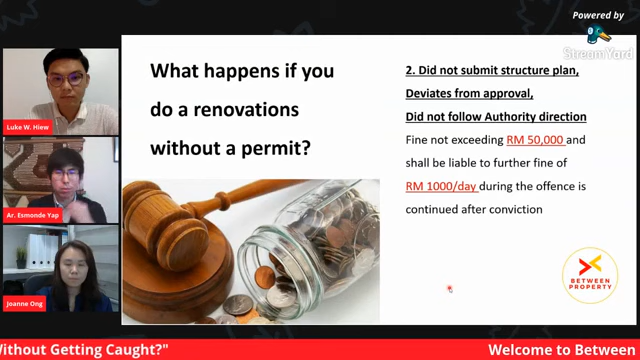 Powered by
StreamYard
What happens if you
do a renovations
without a permit?
2. Did not submit structure plan,
Deviates from approval,
Did not follow Authority direction
Fine not exceeding RM 50,000 and
shall be liable to further fine of
RM 1000/day during the offence is
continued after conviction
Luke W. Hiew
Ar. Esmonde Yap
Joanne Ong
BETWEEN
PROPERTY
Without Getting Caught?"
Welcome to Between